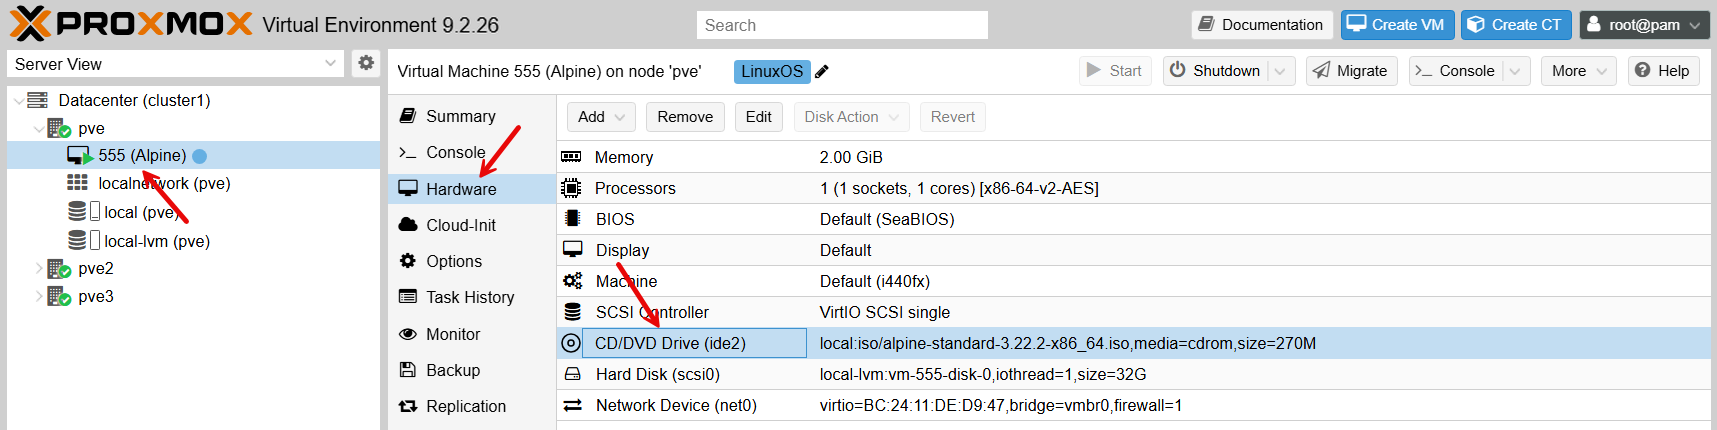 PROXMOX Virtual Environment 9.2.26 Search Documentation Create VM Create CT root@pam
Server View
Datacenter (cluster1)
pve
555 (Alpine)
localnetwork (pve)
local (pve)
local-lvm (pve)
pve2
pve3
Virtual Machine 555 (Alpine) on node 'pve' LinuxOS Start Shutdown Migrate Console More Help
Summary
Console
Hardware
Cloud-Init
Options
Task History
Monitor
Backup
Replication
Add Remove Edit Disk Action Revert
Memory 2.00 GiB
Processors 1 (1 sockets, 1 cores) [x86-64-v2-AES]
BIOS Default (SeaBIOS)
Display Default
Machine Default (i440fx)
SCSI Controller VirtIO SCSI single
CD/DVD Drive (ide2) local:iso/alpine-standard-3.22.2-x86_64.iso,media=cdrom,size=270M
Hard Disk (scsi0) local-lvm:vm-555-disk-0,iothread=1,size=32G
Network Device (net0) virtio=BC:24:11:DE:D9:47,bridge=vmbr0,firewall=1